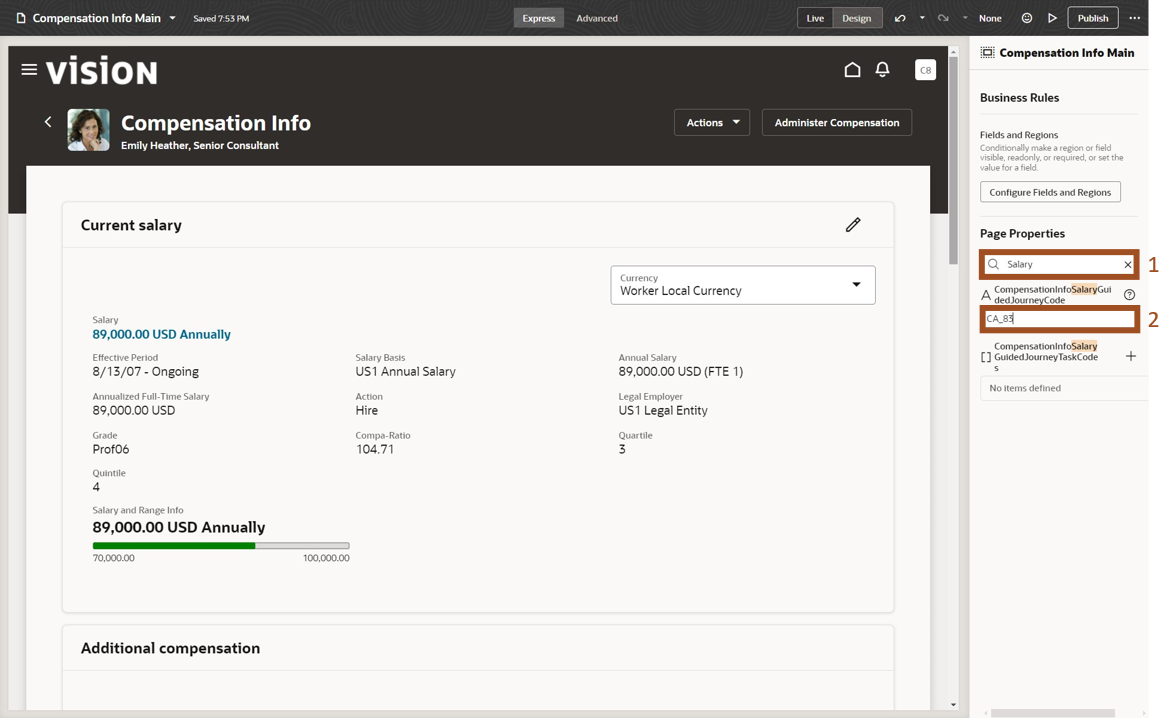 Compensation Info Main
Saved 7:53 PM
Express
Advanced
Live
Design
None
Publish
vision
C8
Compensation Info
Emily Heather, Senior Consultant
Actions
Administer Compensation
Current salary
Currency
Worker Local Currency
Salary
89,000.00 USD Annually
Effective Period
8/13/07 - Ongoing
Salary Basis
US1 Annual Salary
Annual Salary
89,000.00 USD (FTE 1)
Annualized Full-Time Salary
89,000.00 USD
Action
Hire
Legal Employer
US1 Legal Entity
Grade
Prof06
Compa-Ratio
104.71
Quartile
3
Quintile
4
Salary and Range Info
89,000.00 USD Annually
70,000.00
100,000.00
Additional compensation
Compensation Info Main
Business Rules
Fields and Regions
Conditionally make a region or field
visible, readonly, or required, or set the
value for a field.
Configure Fields and Regions
Page Properties
Salary
1
A CompensationInfoSalaryGui
dedJourneyCode
CA_83
2
[] CompensationInfoSalary
GuidedJourneyTaskCode
s
No items defined